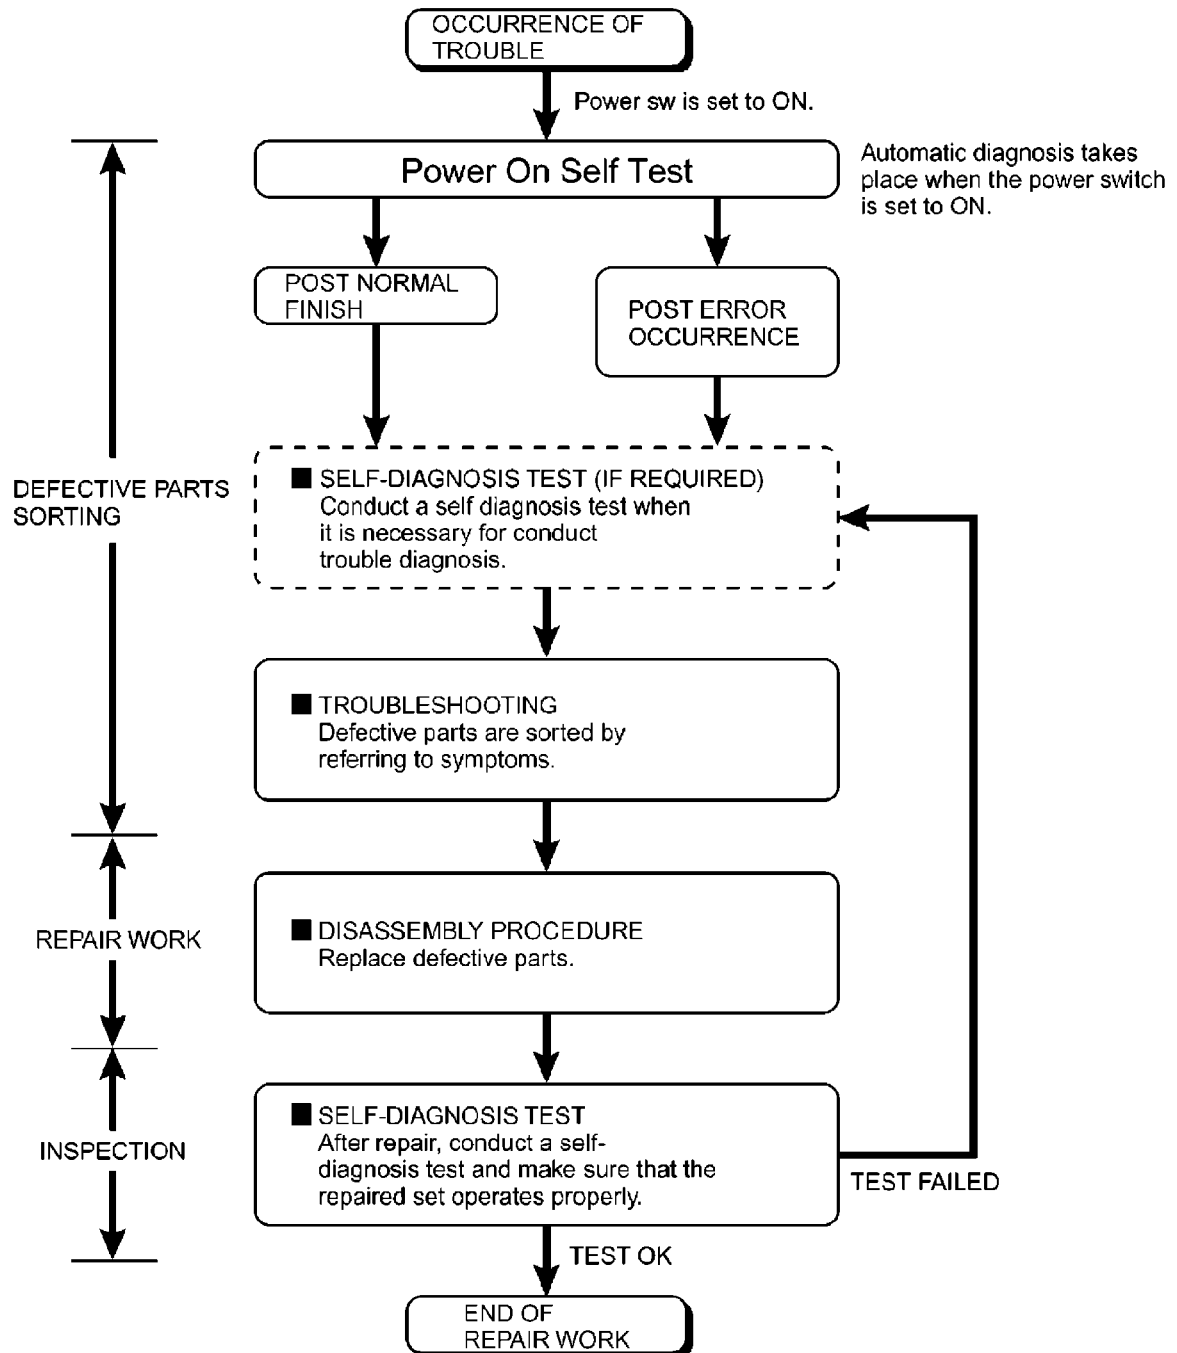 OCCURRENCE OF
TROUBLE
Power sw is set to ON.
Power On Self Test
Automatic diagnosis takes
place when the power switch
is set to ON.
POST NORMAL
FINISH
POST ERROR
OCCURRENCE
DEFECTIVE PARTS
SORTING
■ SELF-DIAGNOSIS TEST (IF REQUIRED)
Conduct a self diagnosis test when
it is necessary for conduct
trouble diagnosis.
■ TROUBLESHOOTING
Defective parts are sorted by
referring to symptoms.
REPAIR WORK
■ DISASSEMBLY PROCEDURE
Replace defective parts.
INSPECTION
■ SELF-DIAGNOSIS TEST
After repair, conduct a self-
diagnosis test and make sure that the
repaired set operates properly.
TEST FAILED
TEST OK
END OF
REPAIR WORK